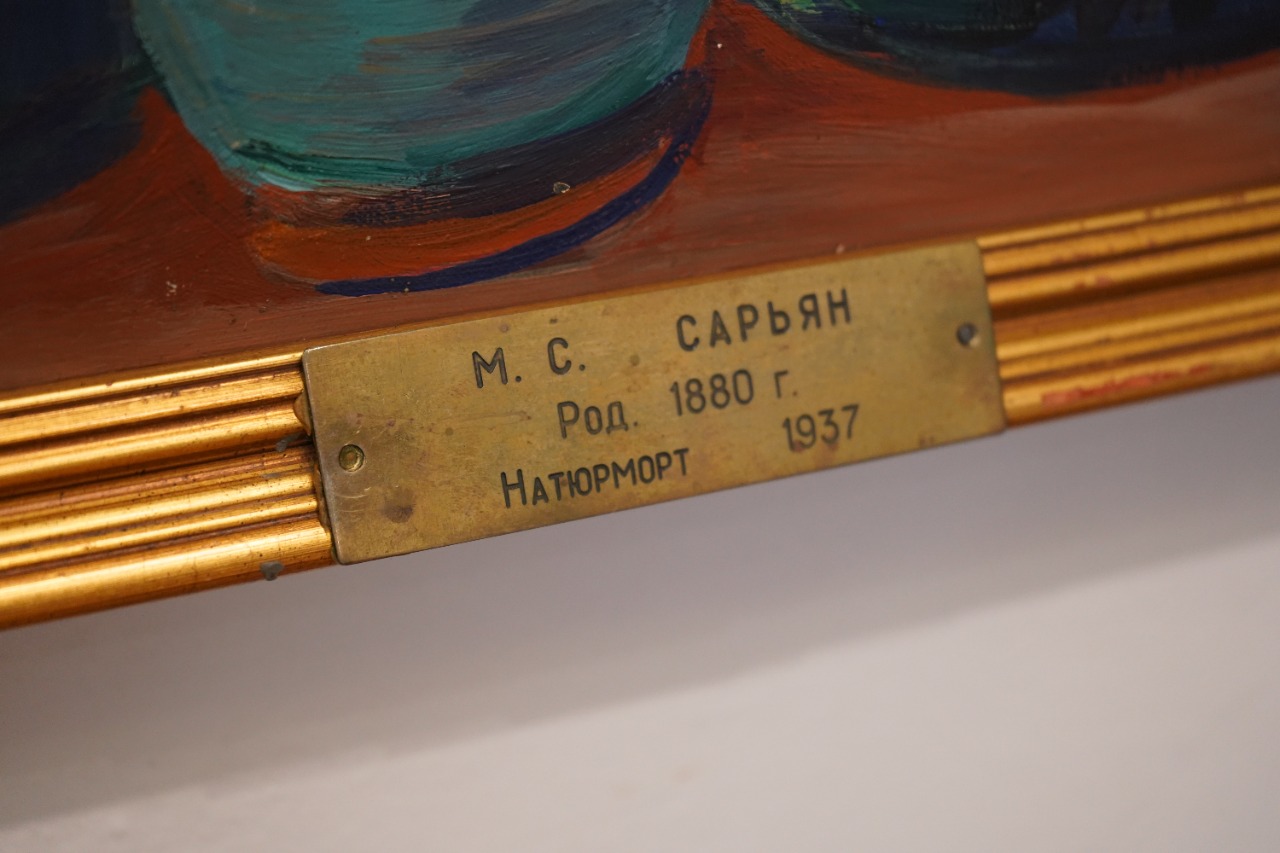 М. С. САРЬЯН
Род. 1880 г.
Натюрморт 1937